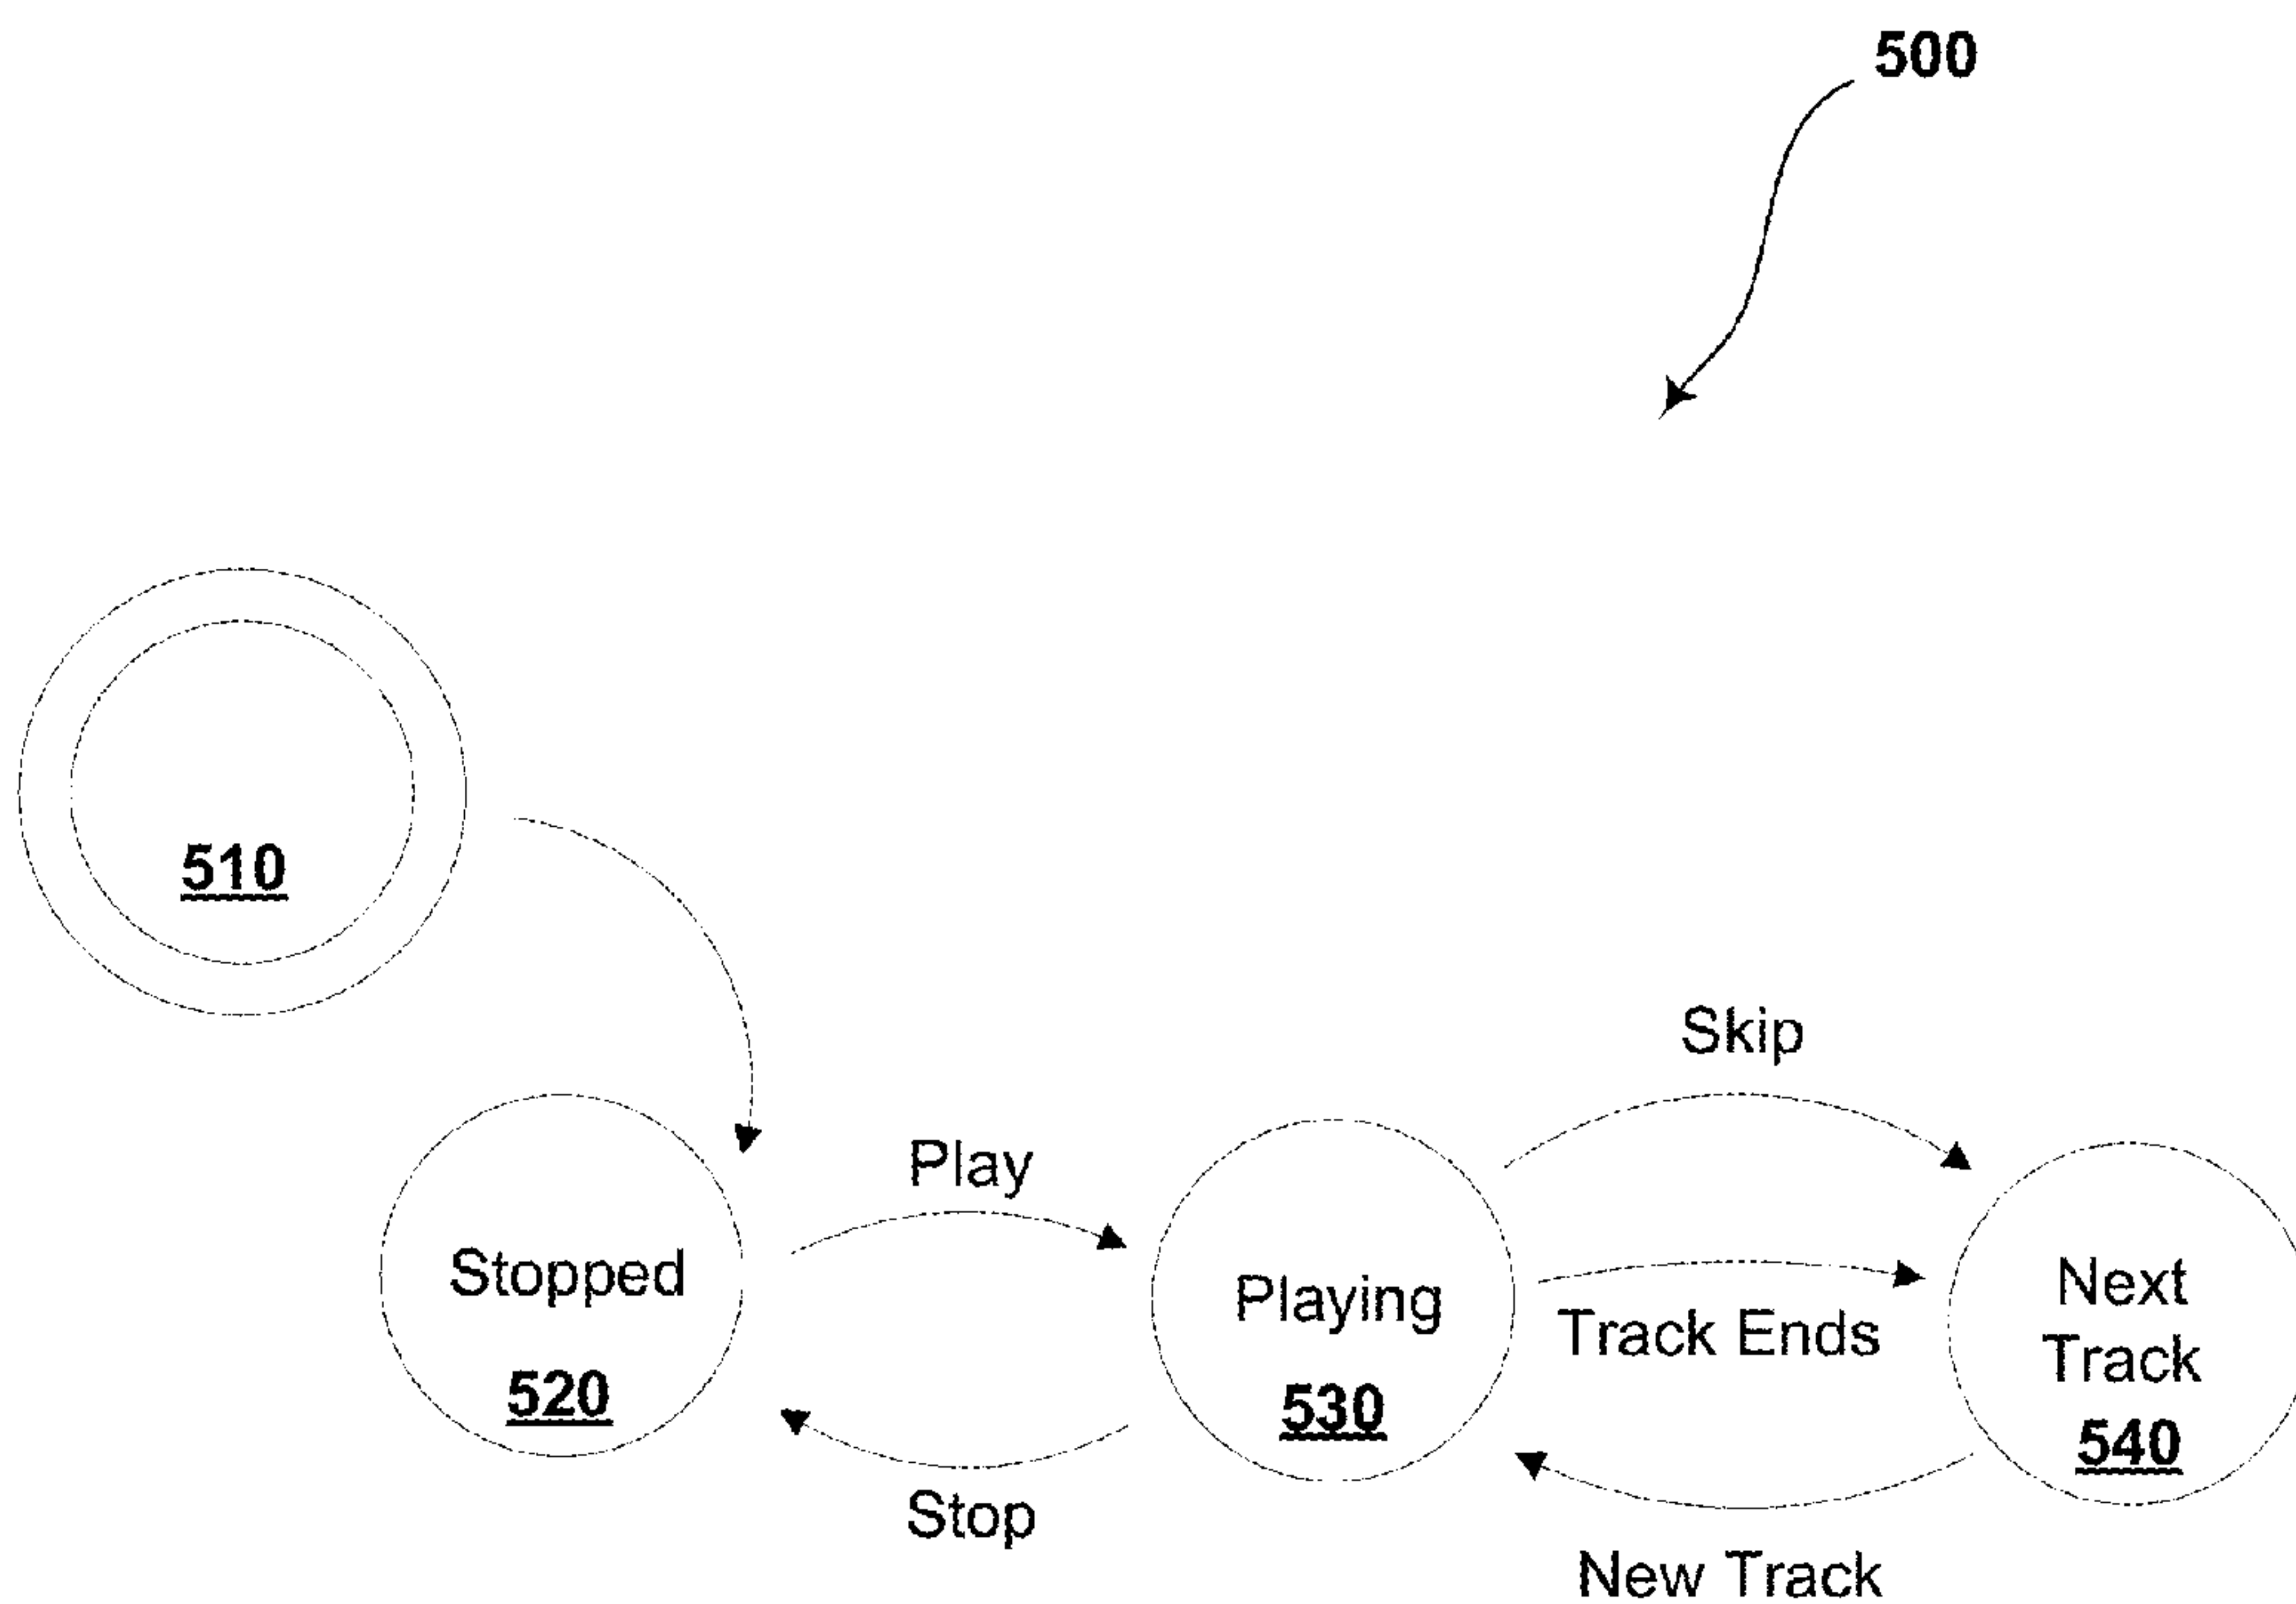 500
510
Skip
Play
Stopped
520
Playing
530
Track Ends
Next
Track
540
Stop
New Track